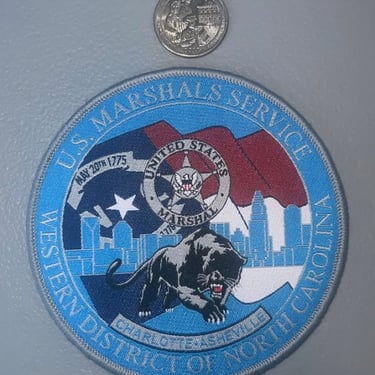 U.S. MARSHALS SERVICE
MAY 20TH 1775
UNITED STATES
MARSHAL
CHARLOTTE • ASHEVILLE
WESTERN DISTRICT OF NORTH CAROLINA